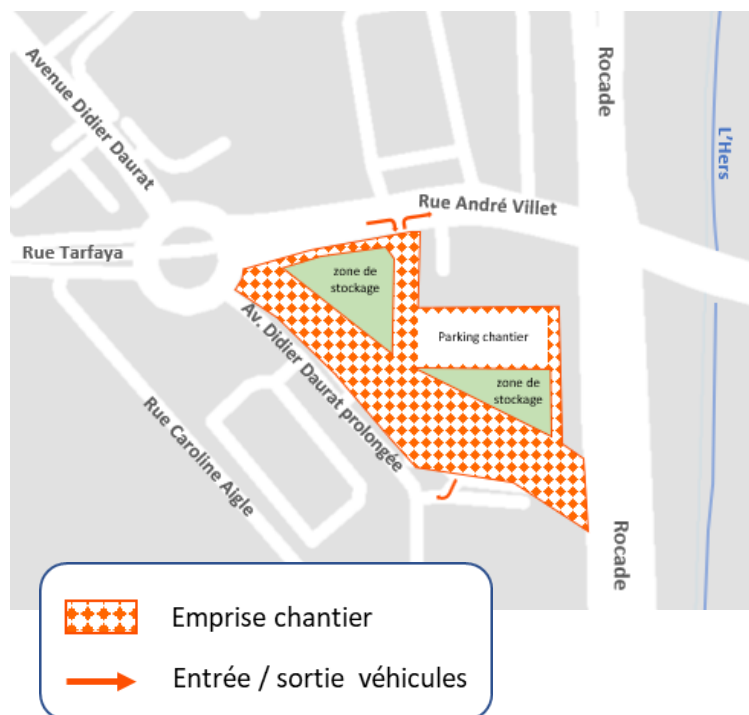 Avenue Didier Daurat
Rocade
L'Hers
Rue André Villet
Rue Tarfaya
zone de
stockage
Av. Didier Daurat prolongée
Parking chantier
zone de
stockage
Rue Caroline Aigle
Rocade
Emprise chantier
Entrée / sortie véhicules